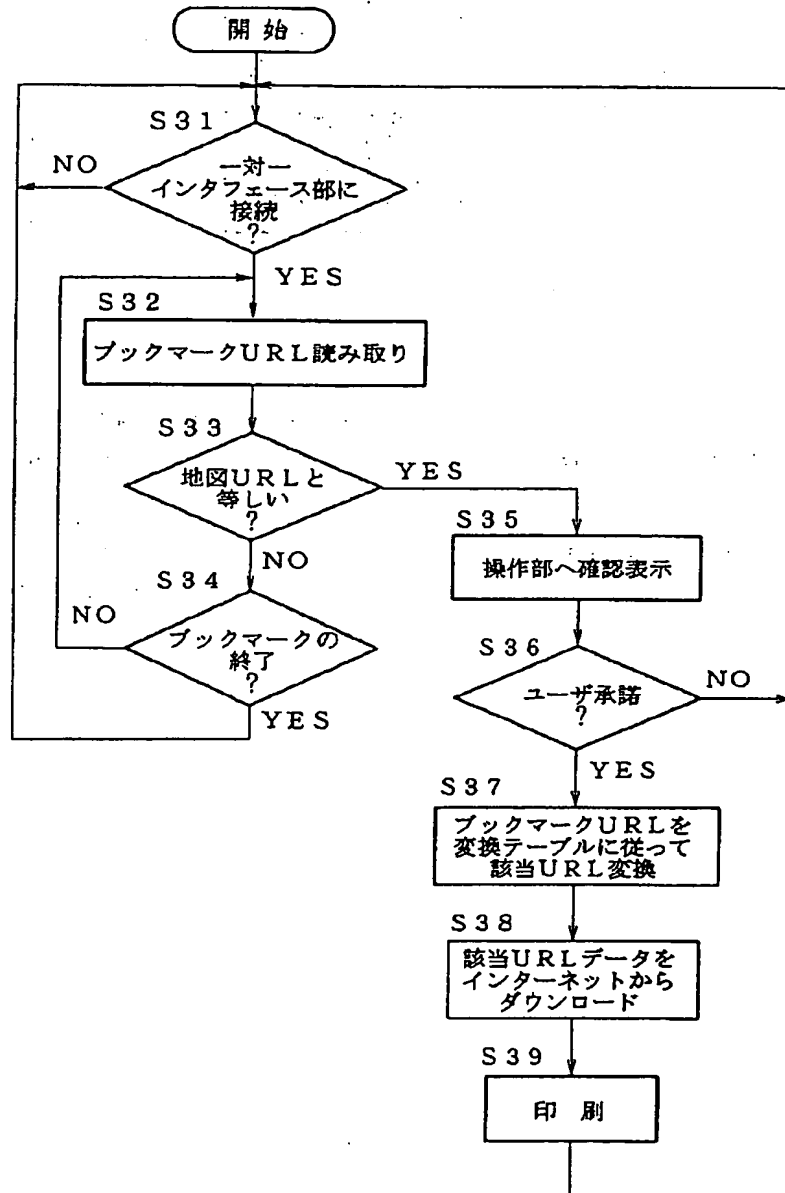 開始
S31
NO
一対一
インタフェース部に
接続
?
YES
S32
ブックマークURL読み取り
S33
地図URLと
等しい
?
YES
NO
S34
NO
ブックマークの
終了
?
YES
S35
操作部へ確認表示
S36
ユーザ承諾
?
NO
YES
S37
ブックマークURLを
変換テーブルに従って
該当URL変換
S38
該当URLデータを
インターネットから
ダウンロード
S39
印刷